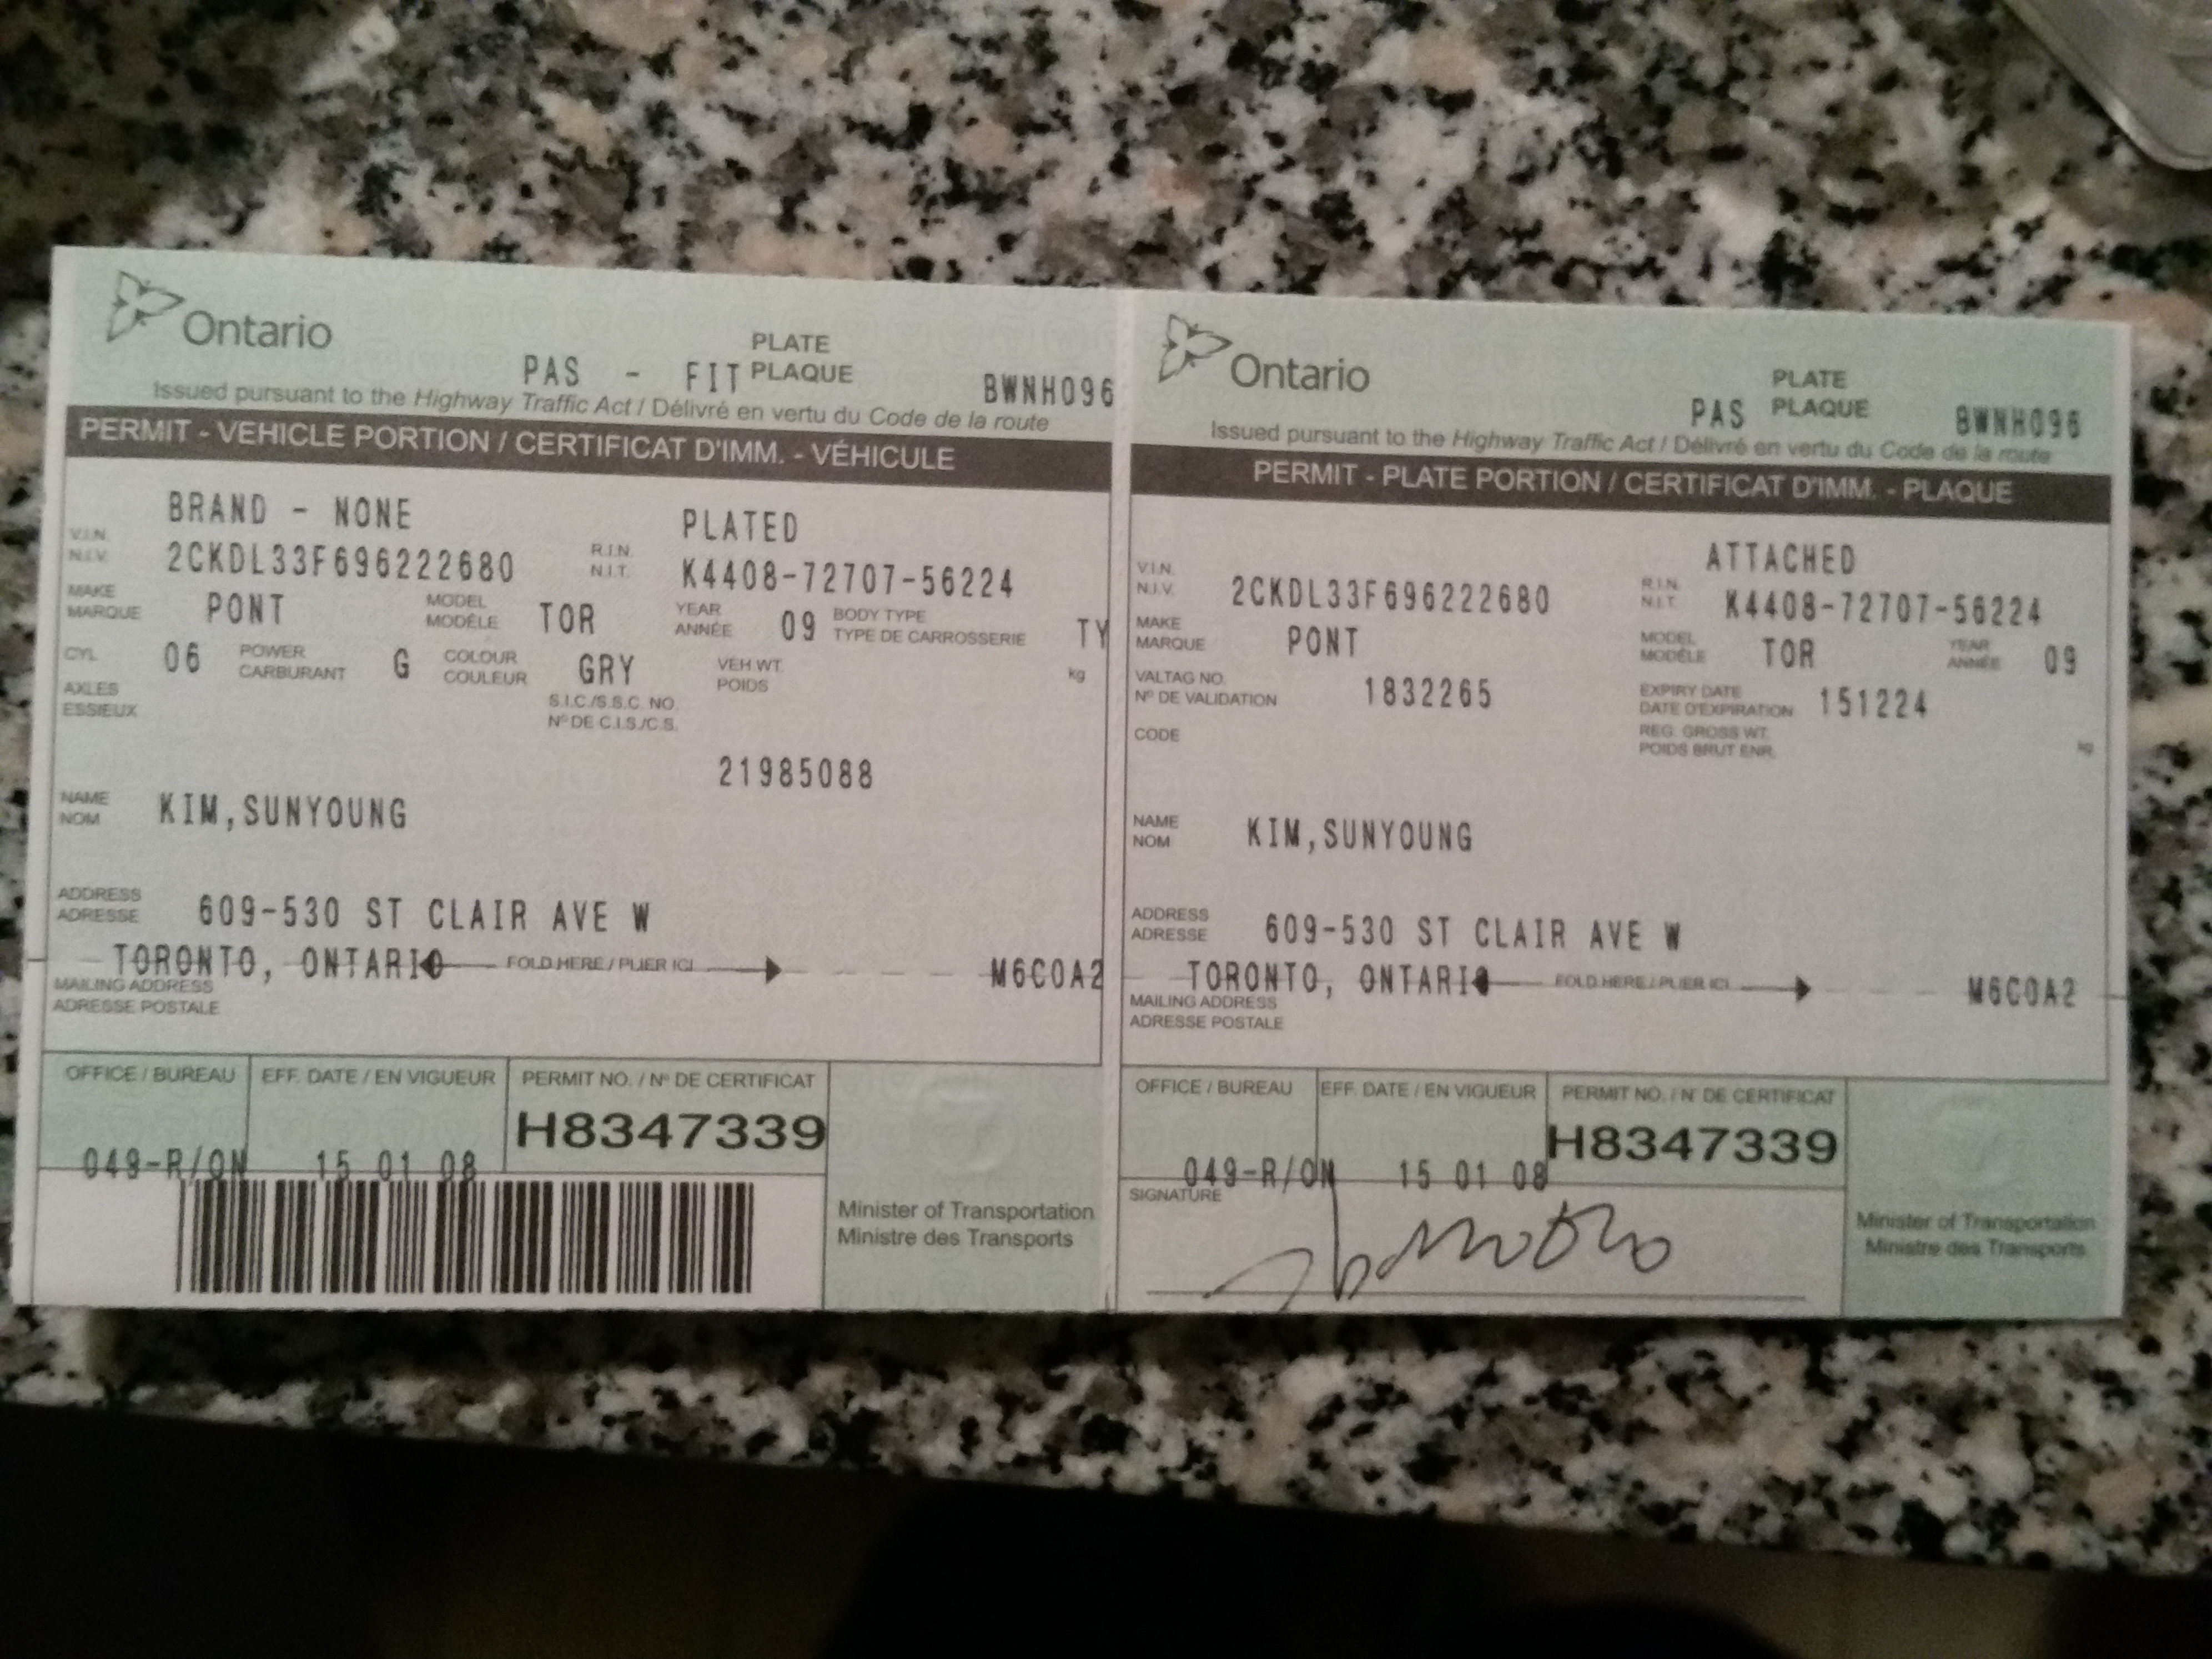 Ontario
PLATE
PAS - FIT PLAQUE BWNH096
Issued pursuant to the Highway Traffic Act / Délivré en vertu du Code de la route
PERMIT - VEHICLE PORTION / CERTIFICAT D'IMM. - VÉHICULE
BRAND - NONE PLATED
V.I.N. R.I.N.
N.I.V. 2CKDL33F696222680 N.I.T. K4408-72707-56224
MAKE MODEL YEAR BODY TYPE
MARQUE PONT MODÈLE TOR ANNÉE 09 TYPE DE CARROSSERIE TY
CYL 06 POWER G COLOUR GRY VEH WT. kg
CARBURANT COULEUR POIDS
AXLES S.I.C./S.S.C. NO.
ESSIEUX Nº DE C.I.S./C.S.
21985088
NAME
NOM KIM,SUNYOUNG
ADDRESS
ADRESSE 609-530 ST CLAIR AVE W
TORONTO, ONTARIO FOLD HERE / PLIER ICI M6C0A2
MAILING ADDRESS
ADRESSE POSTALE
OFFICE / BUREAU EFF. DATE / EN VIGUEUR PERMIT NO. / Nº DE CERTIFICAT
H8347339
049-R/ON 15 01 08
Minister of Transportation
Ministre des Transports
Ontario
PLATE
PAS PLAQUE BWNH096
Issued pursuant to the Highway Traffic Act / Délivré en vertu du Code de la route
PERMIT - PLATE PORTION / CERTIFICAT D'IMM. - PLAQUE
ATTACHED
V.I.N. R.I.N.
N.I.V. 2CKDL33F696222680 N.I.T. K4408-72707-56224
MAKE MODEL YEAR
MARQUE PONT MODÈLE TOR ANNÉE 09
VALTAG NO. EXPIRY DATE
Nº DE VALIDATION 1832265 DATE D'EXPIRATION 151224
CODE REG. GROSS WT. kg
POIDS BRUT ENR.
NAME
NOM KIM,SUNYOUNG
ADDRESS
ADRESSE 609-530 ST CLAIR AVE W
TORONTO, ONTARIO FOLD HERE / PLIER ICI M6C0A2
MAILING ADDRESS
ADRESSE POSTALE
OFFICE / BUREAU EFF. DATE / EN VIGUEUR PERMIT NO. / Nº DE CERTIFICAT
H8347339
049-R/ON 15 01 08
SIGNATURE
Minister of Transportation
Ministre des Transports